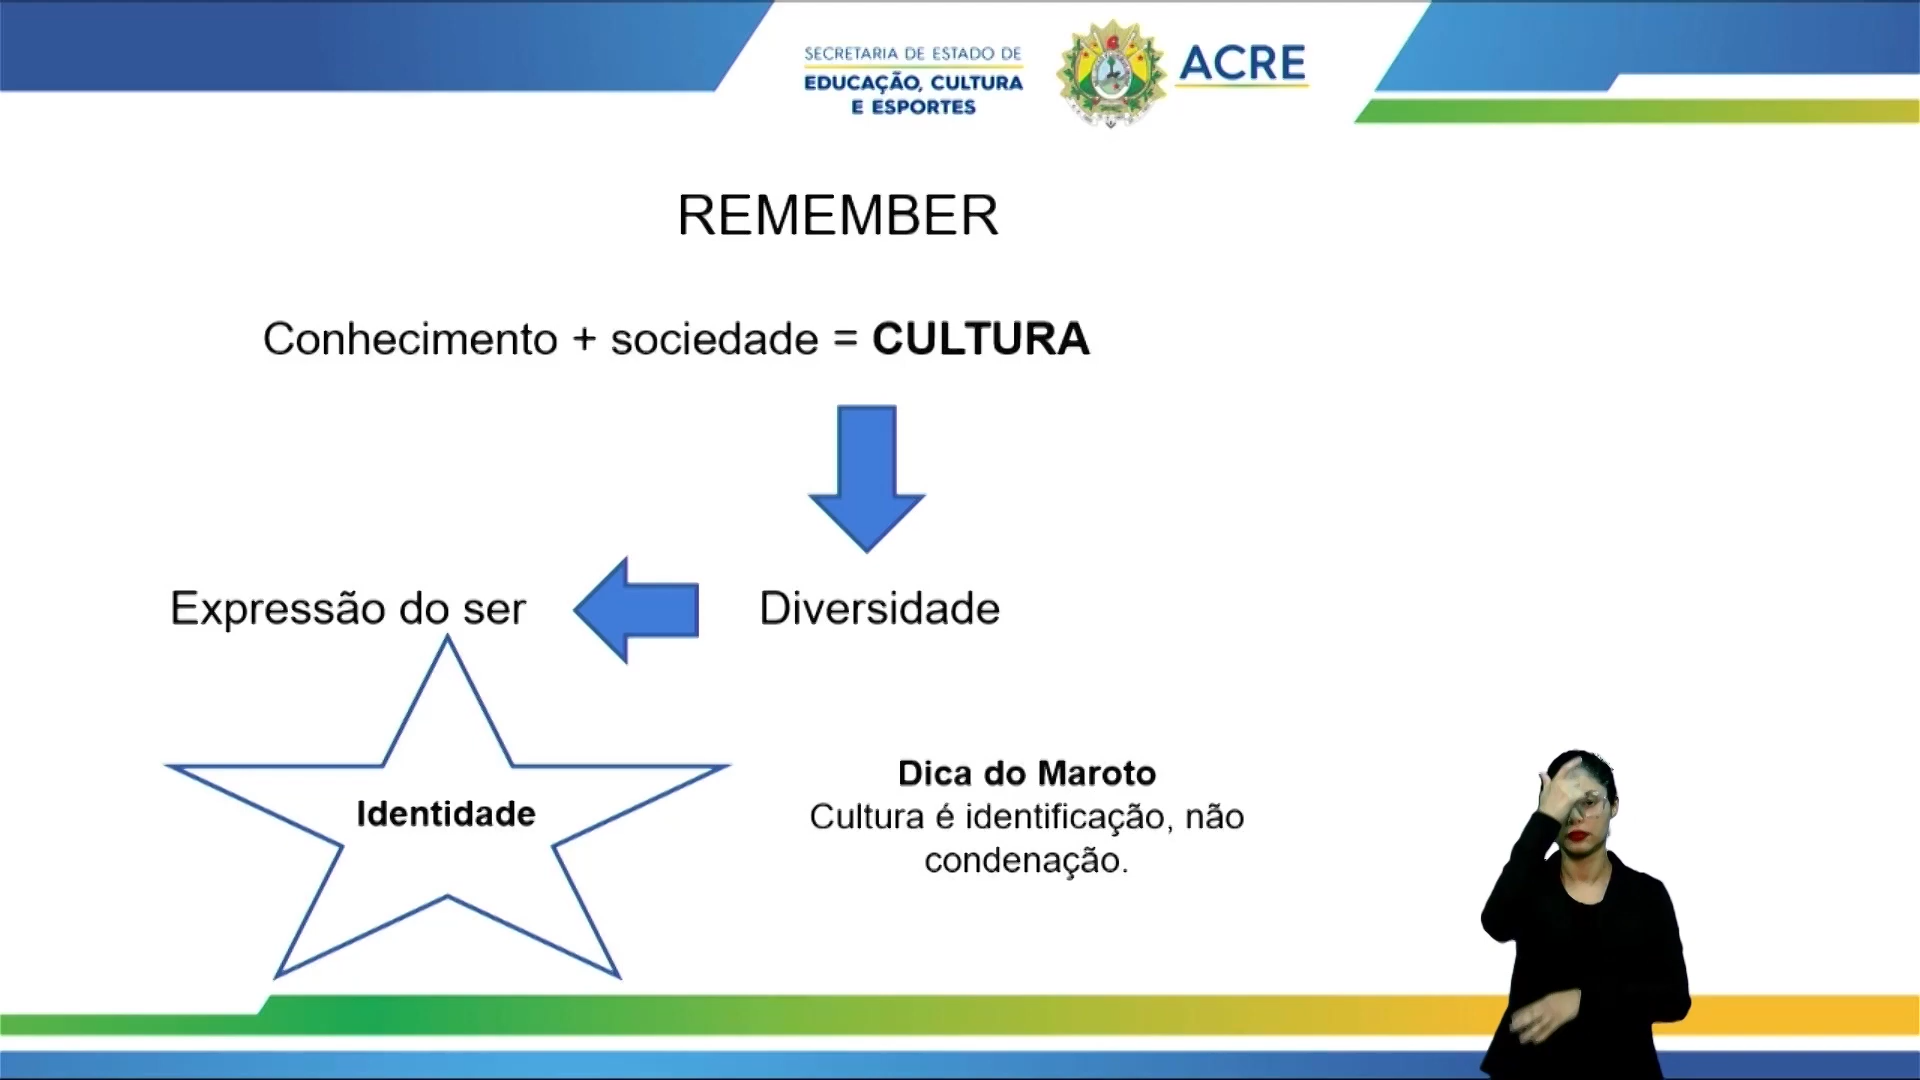 SECRETARIA DE ESTADO DE
EDUCAÇÃO, CULTURA
E ESPORTES
ACRE
REMEMBER
Conhecimento + sociedade = CULTURA
Expressão do ser
Diversidade
Identidade
Dica do Maroto
Cultura é identificação, não
condenação.